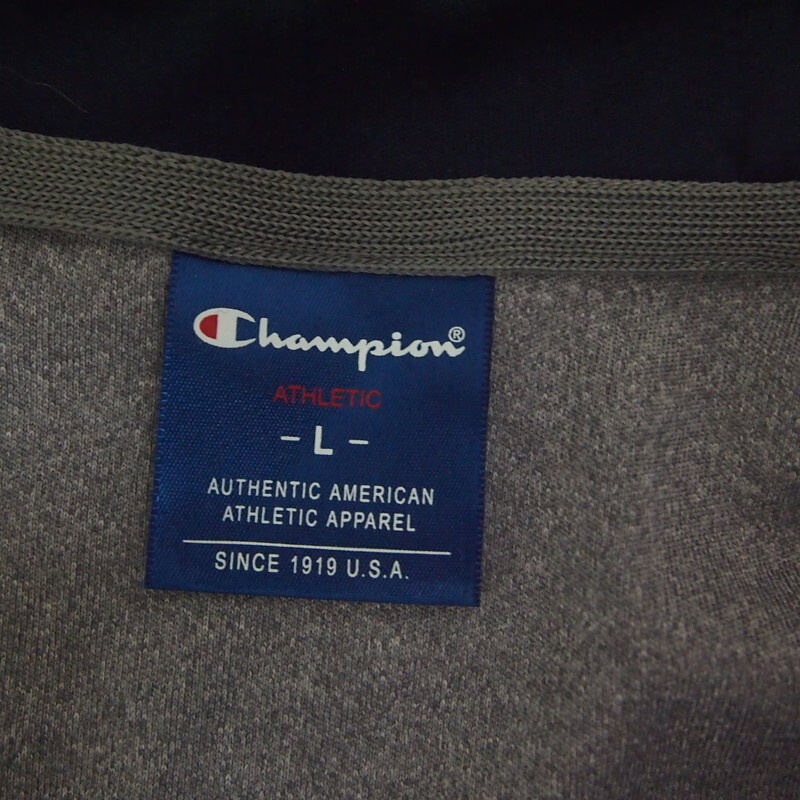 Champion®
ATHLETIC
- L -
AUTHENTIC AMERICAN
ATHLETIC APPAREL
SINCE 1919 U.S.A.